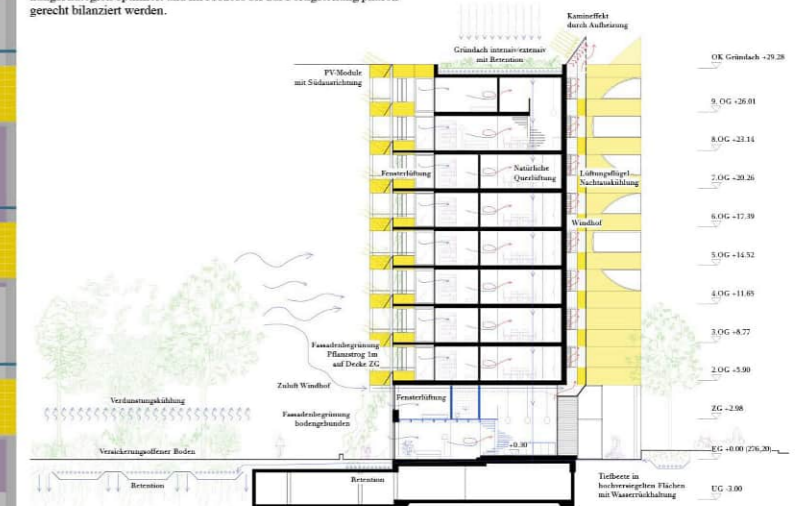 gerecht bilanziert werden.
Kamineffekt
durch Aufheizung
Gründach intensiv/extensiv
mit Retention
OK Gründach +29.28
PV-Module
mit Südausrichtung
9. OG +26.01
8.OG +23.14
Fensterlüftung
Natürliche
Querlüftung
Lüftungsflügel
Nachtauskühlung
7.OG +20.26
6.OG +17.39
Windhof
5.OG +14.52
4.OG +11.65
3.OG +8.77
Fassadenbegrünung
Pflanztrog 1m
auf Decke ZG
2.OG +5.90
Zuluft Windhof
Fensterlüftung
Verdunstungskühlung
Fassadenbegrünung
bodengebunden
ZG +2.98
+0.30
EG +0.00 (276,20)
Versickerungsoffener Boden
Retention
Retention
Tiefbeete in
hochversiegelten Flächen
mit Wasserrückhaltung
UG -3.00